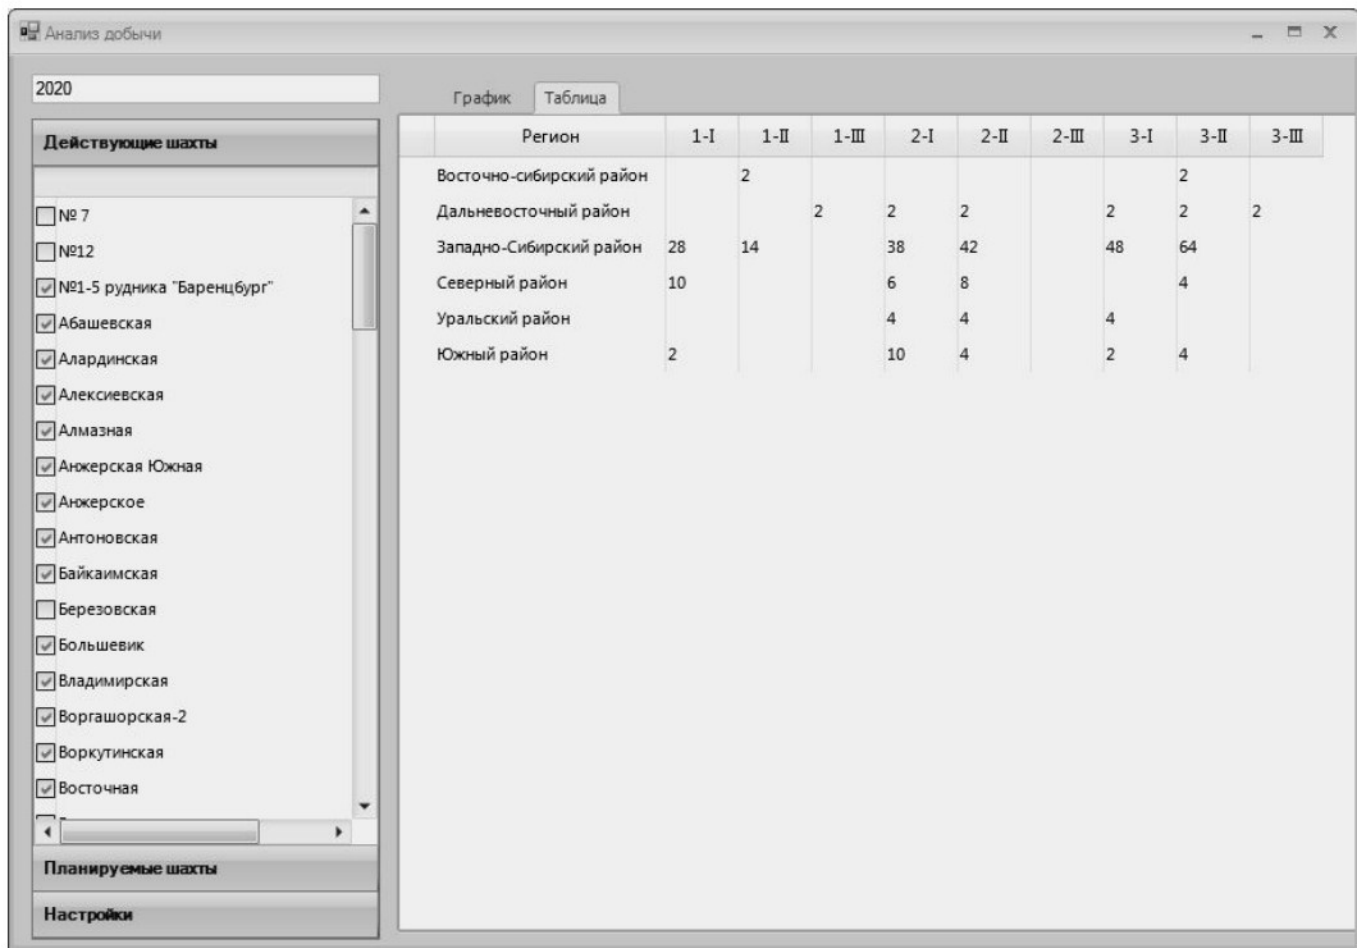 Анализ добычи
2020
Действующие шахты
№ 7
№12
№1-5 рудника "Баренцбург"
Абашевская
Алардинская
Алексиевская
Алмазная
Анжерская Южная
Анжерское
Антоновская
Байкаимская
Березовская
Большевик
Владимирская
Воргашорская-2
Воркутинская
Восточная
Планируемые шахты
Настройки
График Таблица
Регион 1-I 1-II 1-III 2-I 2-II 2-III 3-I 3-II 3-III
Восточно-сибирский район 2 2
Дальневосточный район 2 2 2 2 2 2
Западно-Сибирский район 28 14 38 42 48 64
Северный район 10 6 8 4
Уральский район 4 4 4
Южный район 2 10 4 2 4